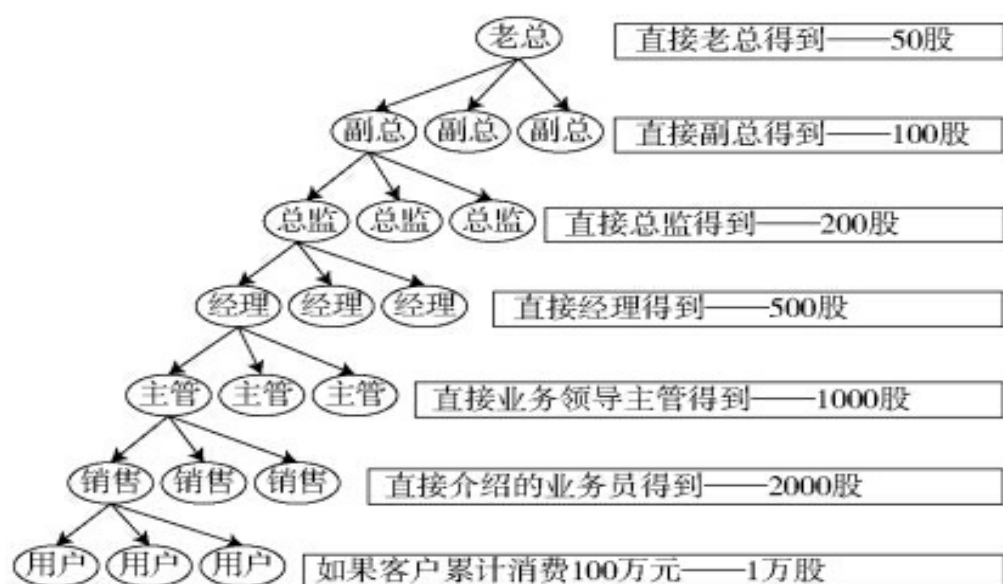 老总 直接老总得到——50股
副总 副总 副总 直接副总得到——100股
总监 总监 总监 直接总监得到——200股
经理 经理 经理 直接经理得到——500股
主管 主管 主管 直接业务领导主管得到——1000股
销售 销售 销售 直接介绍的业务员得到——2000股
用户 用户 用户 如果客户累计消费100万元——1万股